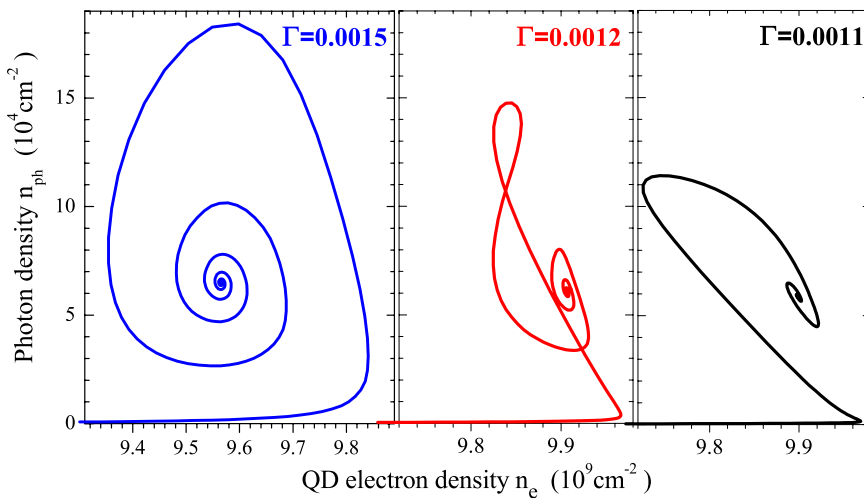 Γ=0.0015 Γ=0.0012 Γ=0.0011
Photon density n_ph (10^4cm^-2)
15
10
5
0
9.4 9.5 9.6 9.7 9.8 9.8 9.9 9.8 9.9
QD electron density n_e (10^9cm^-2)